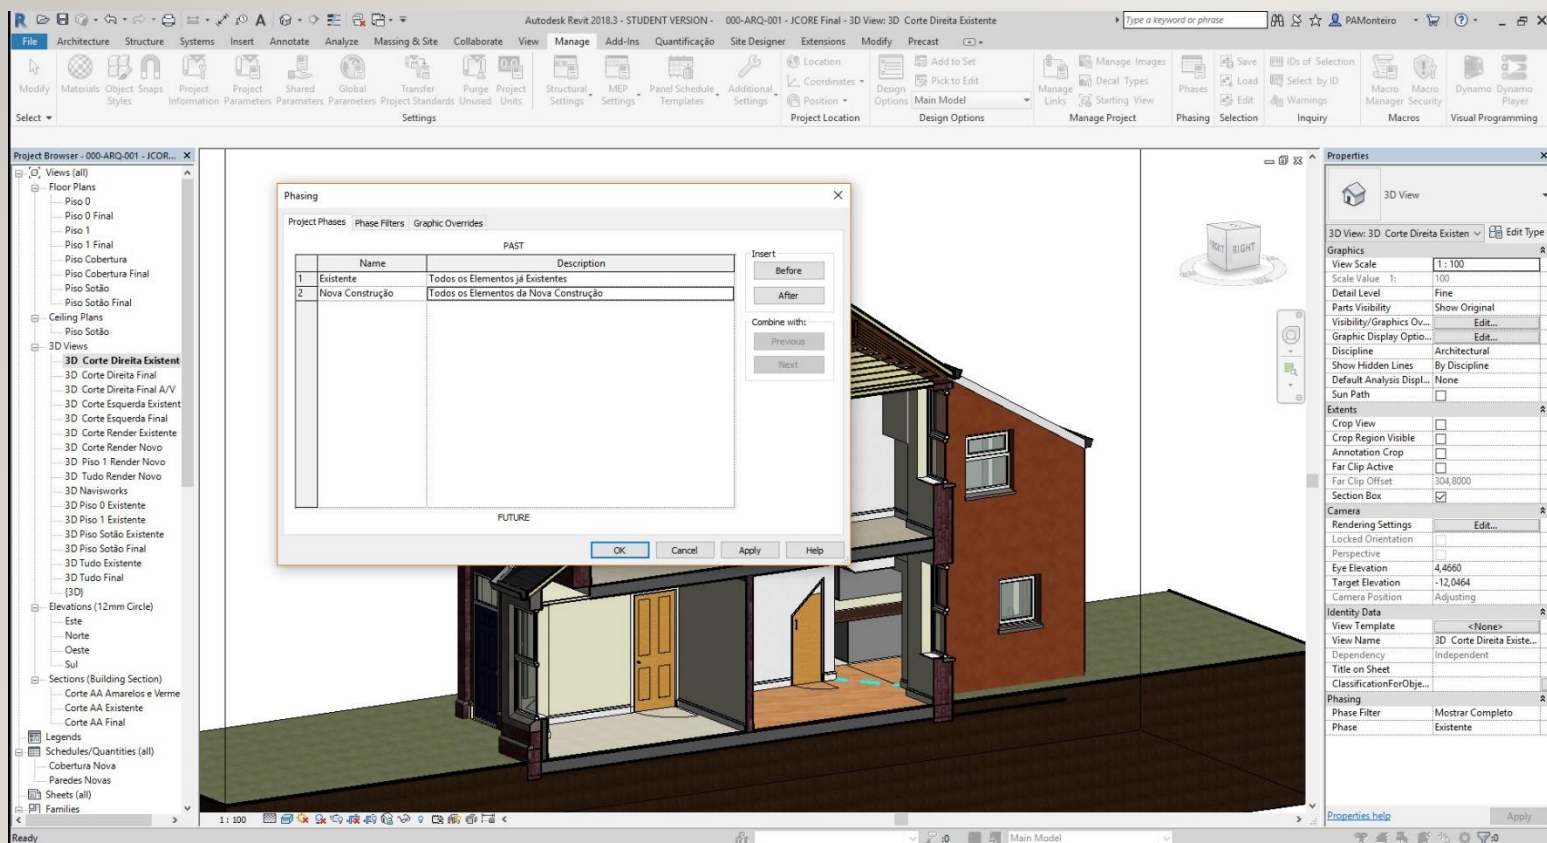 Autodesk Revit 2018.3 - STUDENT VERSION - 000-ARQ-001 - JCORE Final - 3D View: 3D Corte Direita Existente
Type a keyword or phrase
PAMonteiro
File Architecture Structure Systems Insert Annotate Analyze Massing & Site Collaborate View Manage Add-Ins Quantificação Site Designer Extensions Modify Precast
Modify Materials Object Styles Snaps Project Information Project Parameters Shared Parameters Global Parameters Transfer Project Standards Purge Unused Project Units Structural Settings MEP Settings Panel Schedule Templates Additional Settings
Location
Coordinates
Position
Design Options
Add to Set
Pick to Edit
Main Model
Manage Links
Manage Images
Decal Types
Starting View
Phases
Save
Load
Edit
IDs of Selection
Select by ID
Warnings
Macro Manager Macro Security Dynamo Dynamo Player
Select Settings Project Location Design Options Manage Project Phasing Selection Inquiry Macros Visual Programming
Project Browser - 000-ARQ-001 - JCOR...
Views (all)
Floor Plans
Piso 0
Piso 0 Final
Piso 1
Piso 1 Final
Piso Cobertura
Piso Cobertura Final
Piso Sotão
Piso Sotão Final
Ceiling Plans
Piso Sotão
3D Views
3D Corte Direita Existent
3D Corte Direita Final
3D Corte Direita Final A/V
3D Corte Esquerda Existent
3D Corte Esquerda Final
3D Corte Render Existente
3D Corte Render Novo
3D Piso 1 Render Novo
3D Tudo Render Novo
3D Navisworks
3D Piso 0 Existente
3D Piso 1 Existente
3D Piso Sotão Existente
3D Piso Sotão Final
3D Tudo Existente
3D Tudo Final
{3D}
Elevations (12mm Circle)
Este
Norte
Oeste
Sul
Sections (Building Section)
Corte AA Amarelos e Verme
Corte AA Existente
Corte AA Final
Legends
Schedules/Quantities (all)
Cobertura Nova
Paredes Novas
Sheets (all)
Families
Phasing
Project Phases Phase Filters Graphic Overrides
PAST
Name Description
1 Existente Todos os Elementos já Existentes
2 Nova Construção Todos os Elementos da Nova Construção
FUTURE
Insert
Before
After
Combine with:
Previous
Next
OK Cancel Apply Help
RIGHT
Properties
3D View
3D View: 3D Corte Direita Existen Edit Type
Graphics
View Scale 1 : 100
Scale Value 1: 100
Detail Level Fine
Parts Visibility Show Original
Visibility/Graphics Ov... Edit...
Graphic Display Optio... Edit...
Discipline Architectural
Show Hidden Lines By Discipline
Default Analysis Displ... None
Sun Path
Extents
Crop View
Crop Region Visible
Annotation Crop
Far Clip Active
Far Clip Offset 304,8000
Section Box
Camera
Rendering Settings Edit...
Locked Orientation
Perspective
Eye Elevation 4,4660
Target Elevation -12,0464
Camera Position Adjusting
Identity Data
View Template <None>
View Name 3D Corte Direita Existe...
Dependency Independent
Title on Sheet
ClassificationForObje...
Phasing
Phase Filter Mostrar Completo
Phase Existente
Properties help Apply
1 : 100
Ready :0 Main Model :0